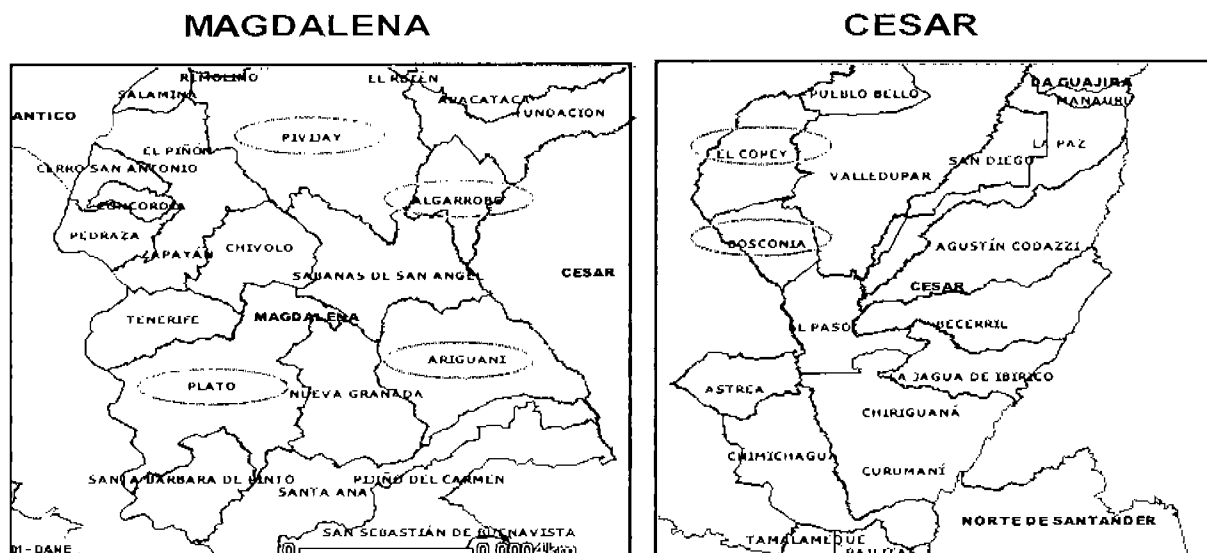 MAGDALENA
REMOLINO
EL RETEN
SALAMINA
ARACATACA
FUNDACION
ANTICO
PIVIJAY
EL PIÑON
CERRO SAN ANTONIO
ALGARROBO
CONCORDIA
PEDRAZA
ZAPAYÁN
CHIVOLO
SABANAS DE SAN ANGEL
CESAR
TENERIFE
MAGDALENA
ARIGUANI
PLATO
NUEVA GRANADA
SANTA BARBARA DE PINTO
PIJIÑO DEL CARMEN
SANTA ANA
SAN SEBASTIÁN DE BUENAVISTA
DANE
CESAR
LA GUAJIRA
PUEBLO BELLO
MANAURE
EL COPEY
LA PAZ
SAN DIEGO
VALLEDUPAR
BOSCONIA
AGUSTÍN CODAZZI
CESAR
EL PASO
BECERRIL
ASTREA
LA JAGUA DE IBIRICO
CHIRIGUANÁ
CHIMICHAGUA
CURUMANÍ
NORTE DE SANTANDER
TAMALAMEQUE